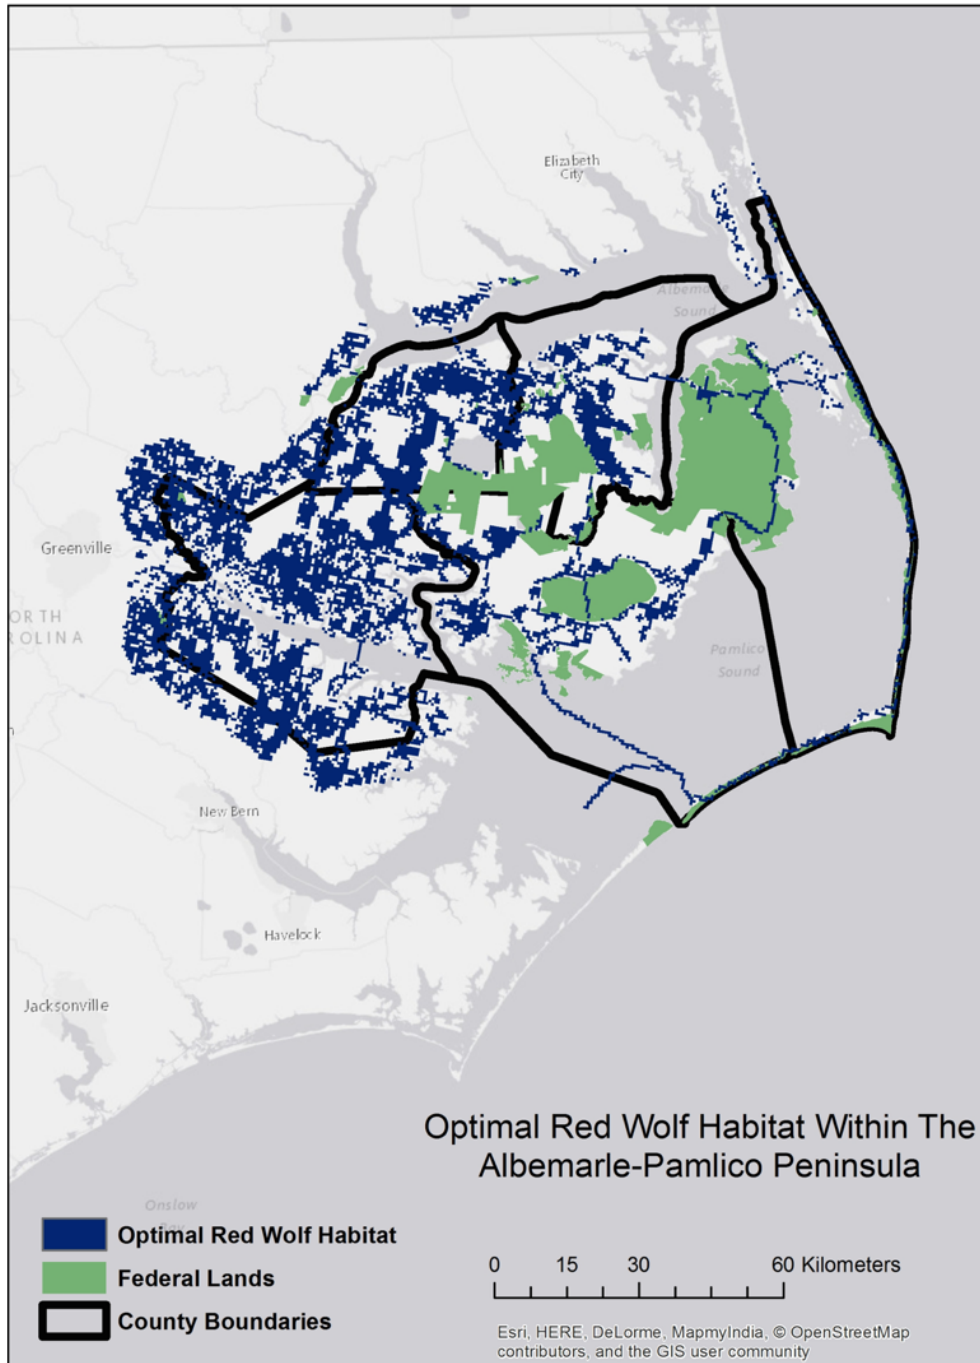 Elizabeth
City
Albemarle
Sound
Greenville
ORTH
ROLINA
Pamlico
Sound
New Bern
Havelock
Jacksonville
Optimal Red Wolf Habitat Within The
Albemarle-Pamlico Peninsula
Onslow
Bay
Optimal Red Wolf Habitat
Federal Lands
County Boundaries
0 15 30 60 Kilometers
Esri, HERE, DeLorme, MapmyIndia, © OpenStreetMap
contributors, and the GIS user community